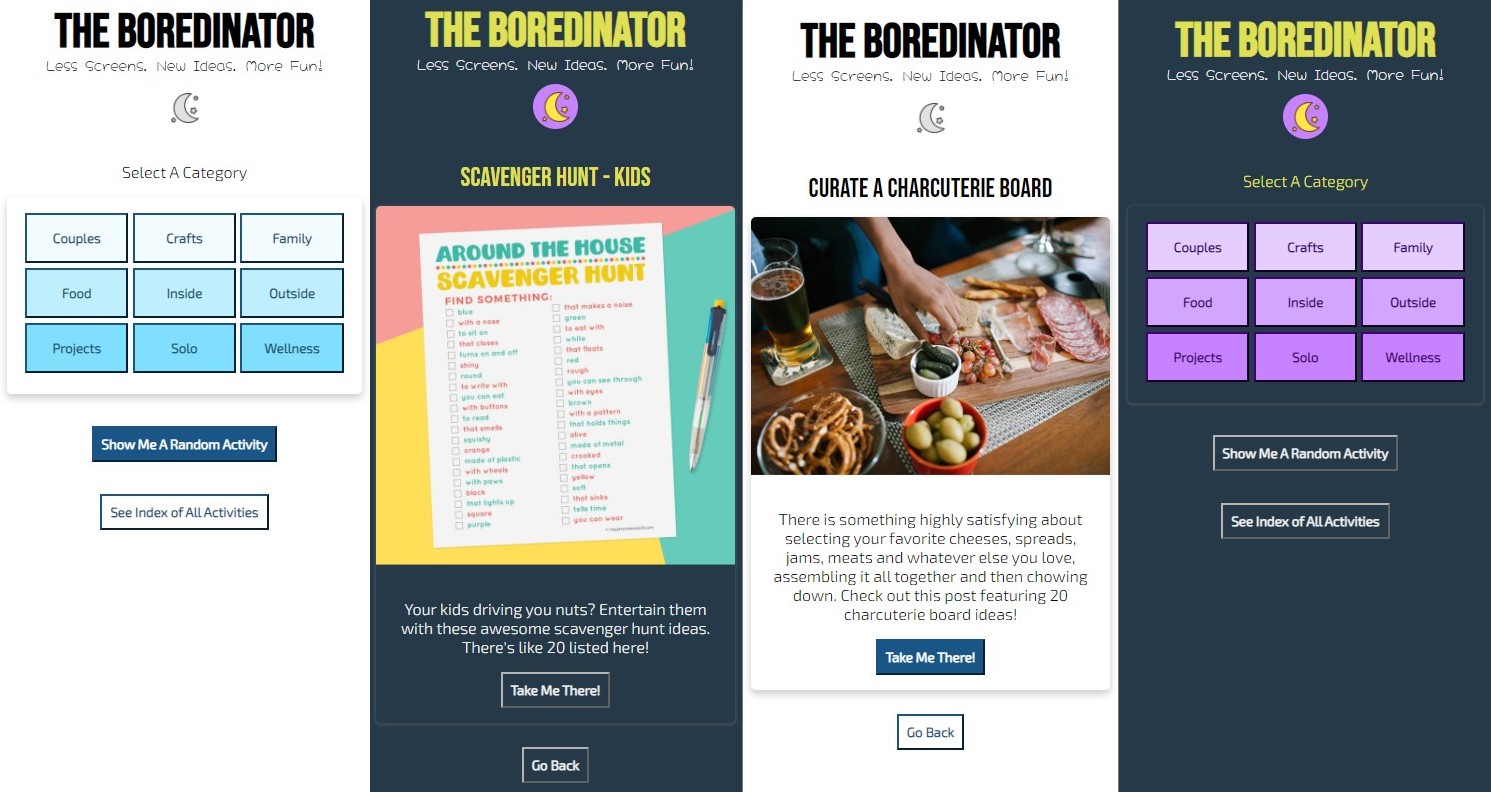 THE BOREDINATOR
Less Screens. New Ideas. More Fun!
Select A Category
Couples
Crafts
Family
Food
Inside
Outside
Projects
Solo
Wellness
Show Me A Random Activity
See Index of All Activities
THE BOREDINATOR
Less Screens. New Ideas. More Fun!
SCAVENGER HUNT - KIDS
AROUND THE HOUSE
SCAVENGER HUNT
FIND SOMETHING:
blue
with a nose
to sit on
that closes
turns on and off
shiny
round
to write with
you can eat
with buttons
to read
that smells
squishy
orange
made of plastic
with wheels
with paws
black
that lights up
square
purple
that makes a noise
green
to eat with
white
that floats
red
rough
you can see through
with eyes
brown
with a pattern
that holds things
alive
made of metal
crooked
that opens
yellow
soft
that sinks
tells time
you can wear
Your kids driving you nuts? Entertain them
with these awesome scavenger hunt ideas.
There's like 20 listed here!
Take Me There!
Go Back
THE BOREDINATOR
Less Screens. New Ideas. More Fun!
CURATE A CHARCUTERIE BOARD
There is something highly satisfying about
selecting your favorite cheeses, spreads,
jams, meats and whatever else you love,
assembling it all together and then chowing
down. Check out this post featuring 20
charcuterie board ideas!
Take Me There!
Go Back
THE BOREDINATOR
Less Screens. New Ideas. More Fun!
Select A Category
Couples
Crafts
Family
Food
Inside
Outside
Projects
Solo
Wellness
Show Me A Random Activity
See Index of All Activities